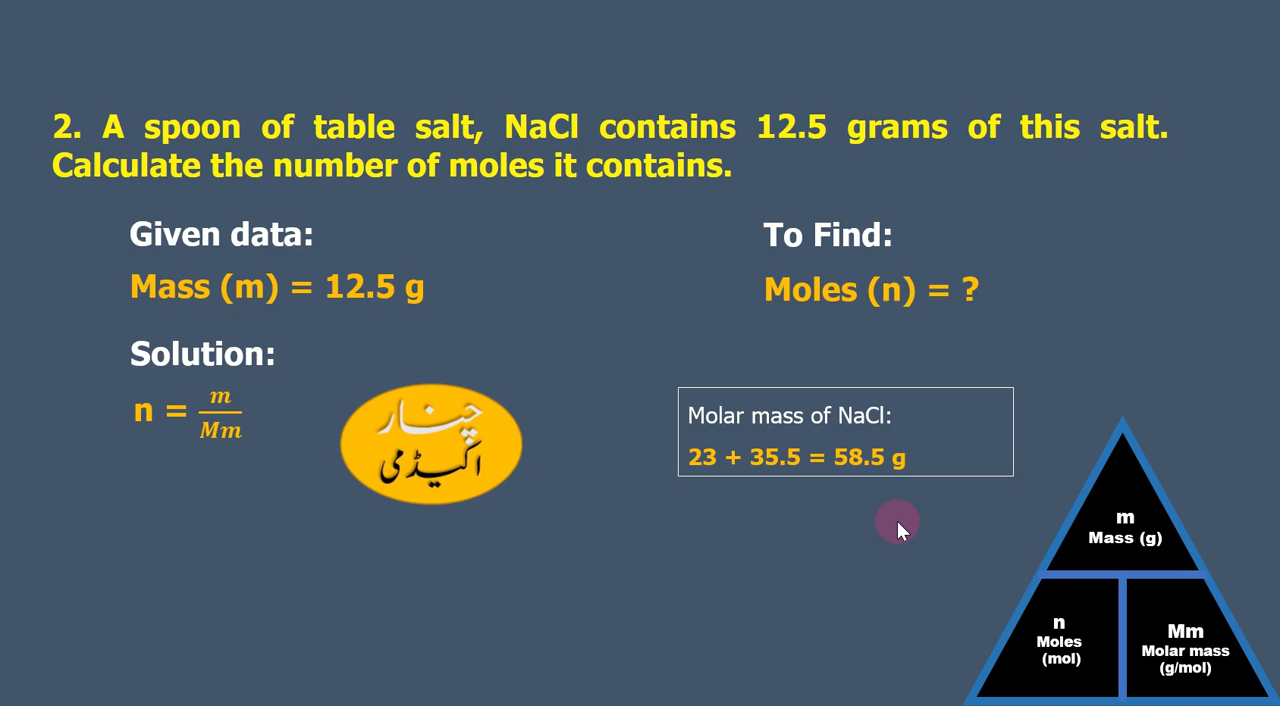 2. A spoon of table salt, NaCl contains 12.5 grams of this salt.
Calculate the number of moles it contains.
Given data:
To Find:
Mass (m) = 12.5 g
Moles (n) = ?
Solution:
n = m/Mm
چنار
اکیڈمی
Molar mass of NaCl:
23 + 35.5 = 58.5 g
m
Mass (g)
n
Moles
(mol)
Mm
Molar mass
(g/mol)